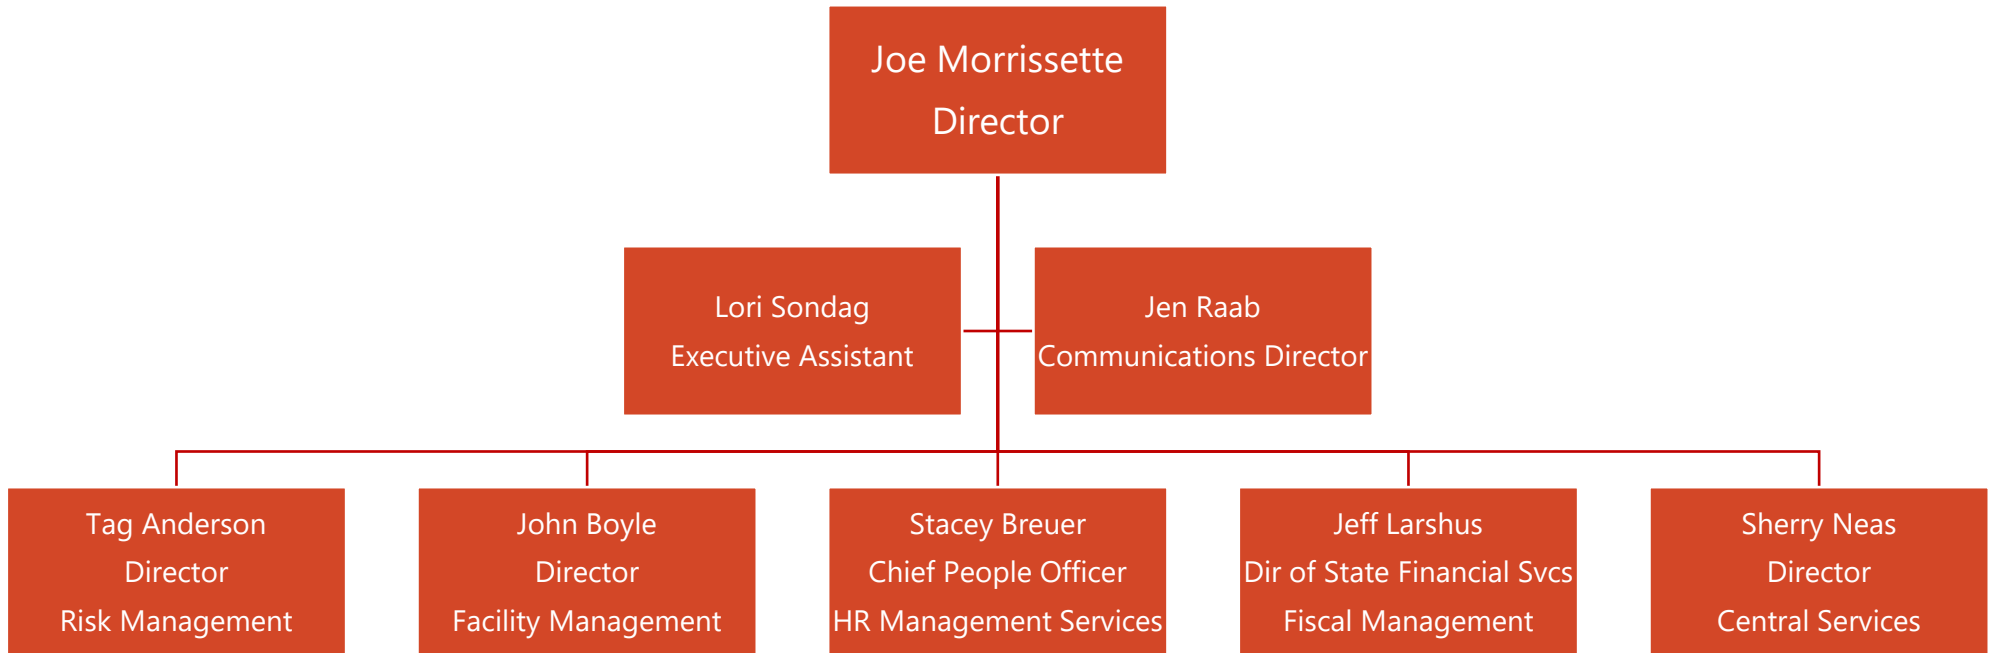 Joe Morrissette
Director
Lori Sondag
Executive Assistant
Jen Raab
Communications Director
Tag Anderson
Director
Risk Management
John Boyle
Director
Facility Management
Stacey Breuer
Chief People Officer
HR Management Services
Jeff Larshus
Dir of State Financial Svcs
Fiscal Management
Sherry Neas
Director
Central Services